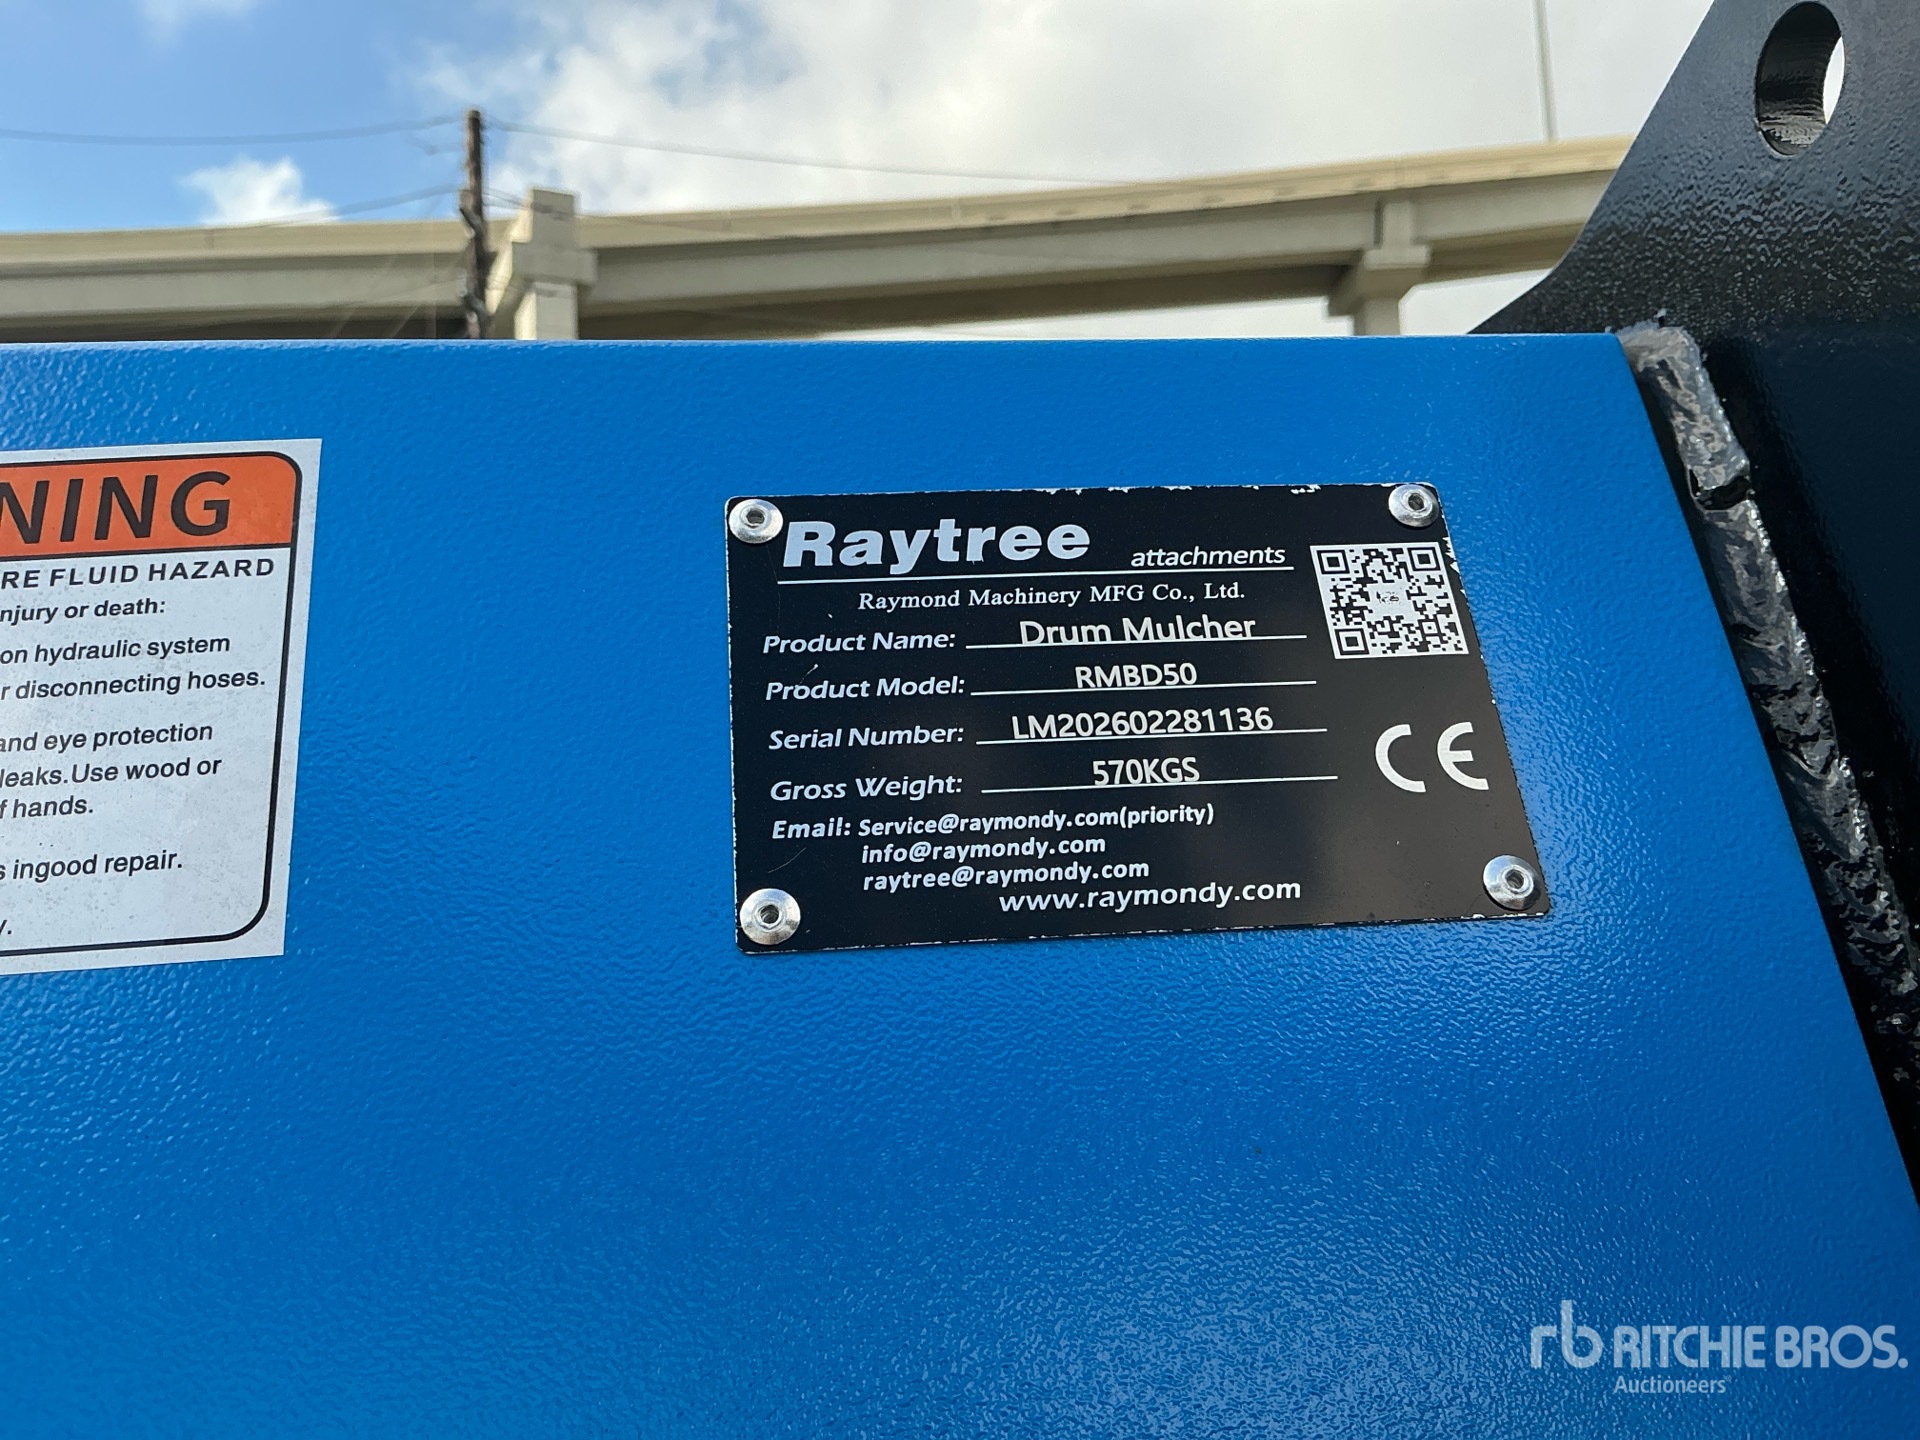 NING
RE FLUID HAZARD
njury or death:
on hydraulic system
r disconnecting hoses.
and eye protection
leaks.Use wood or
f hands.
s ingood repair.
y.
Raytree attachments
Raymond Machinery MFG Co., Ltd.
Product Name: Drum Mulcher
Product Model: RMBD50
Serial Number: LM202602281136
Gross Weight: 570KGS
CE
Email: Service@raymondy.com(priority)
info@raymondy.com
raytree@raymondy.com
www.raymondy.com
rb RITCHIE BROS.
Auctioneers